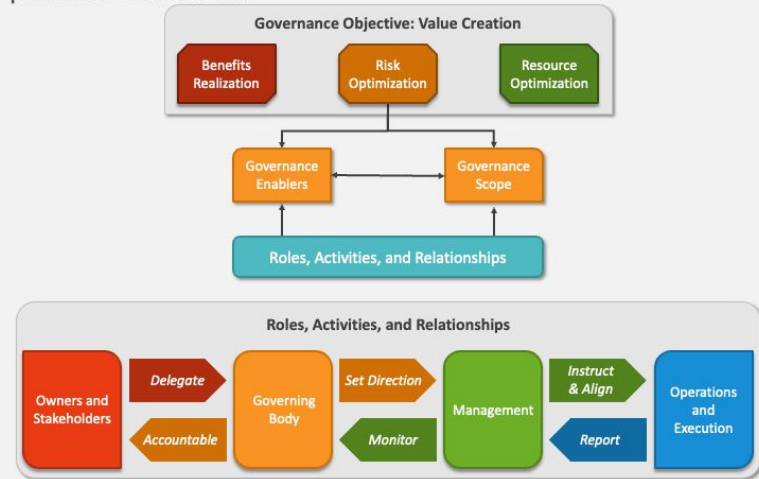 Governance Objective: Value Creation
Benefits
Realization
Risk
Optimization
Resource
Optimization
Governance
Enablers
Governance
Scope
Roles, Activities, and Relationships
Roles, Activities, and Relationships
Owners and
Stakeholders
Delegate
Accountable
Governing
Body
Set Direction
Monitor
Management
Instruct
& Align
Report
Operations
and
Execution